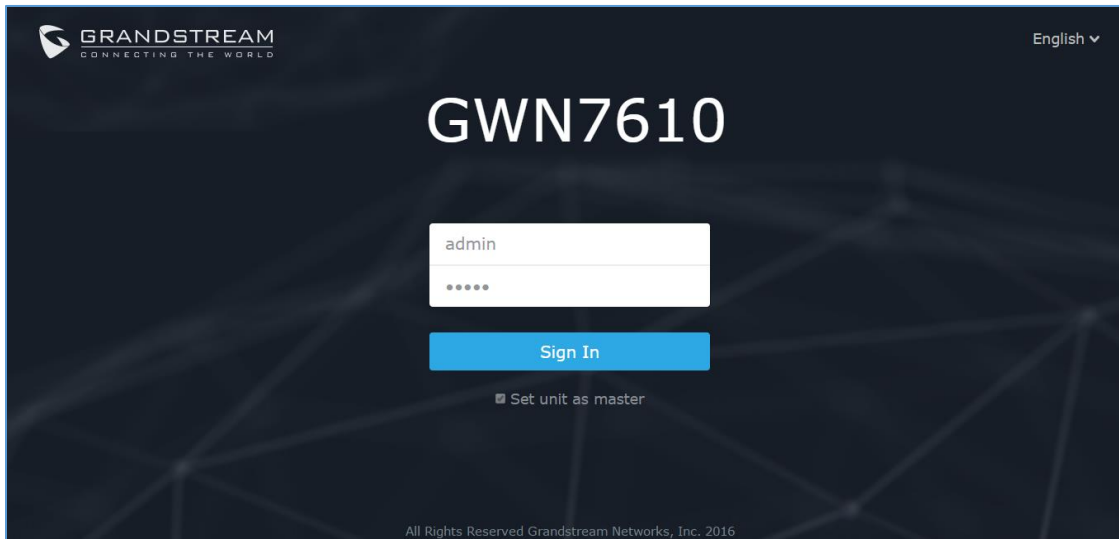 GRANDSTREAM
CONNECTING THE WORLD
English
GWN7610
admin
•••••
Sign In
Set unit as master
All Rights Reserved Grandstream Networks, Inc. 2016